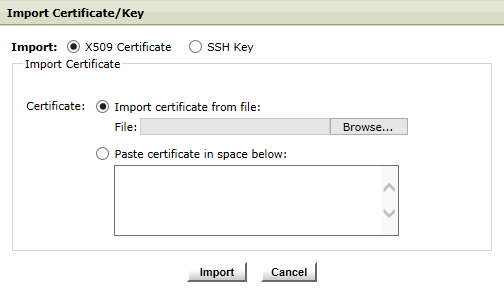 Import Certificate/Key
Import: X509 Certificate SSH Key
Import Certificate
Certificate: Import certificate from file:
File: Browse...
Paste certificate in space below:
Import Cancel